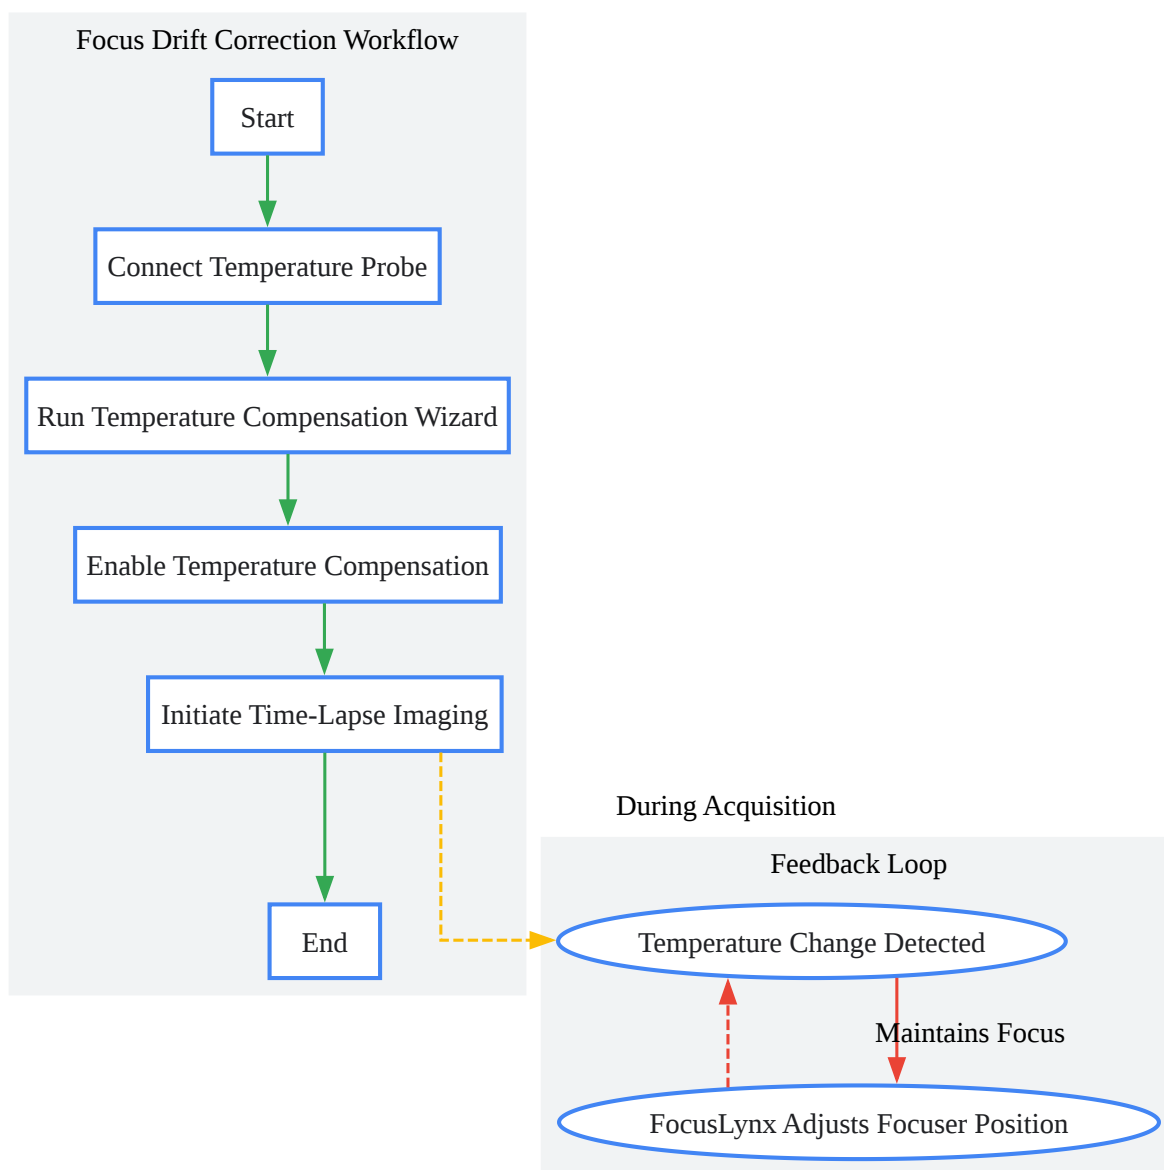 Focus Drift Correction Workflow
Start
Connect Temperature Probe
Run Temperature Compensation Wizard
Enable Temperature Compensation
Initiate Time-Lapse Imaging
End
During Acquisition
Feedback Loop
Temperature Change Detected
Maintains Focus
FocusLynx Adjusts Focuser Position